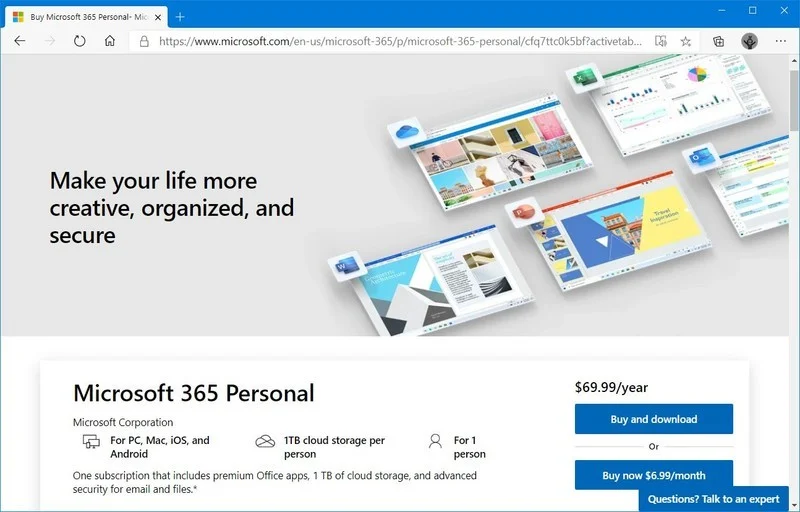 Buy Microsoft 365 Personal- Mic
https://www.microsoft.com/en-us/microsoft-365/p/microsoft-365-personal/cfq7ttc0k5bf?activetab...
Make your life more
creative, organized, and
secure
Travel
Inspiration
Microsoft 365 Personal
Microsoft Corporation
For PC, Mac, iOS, and
Android
1TB cloud storage per
person
For 1
person
One subscription that includes premium Office apps, 1 TB of cloud storage, and advanced
security for email and files.*
$69.99/year
Buy and download
Or
Buy now $6.99/month
Questions? Talk to an expert